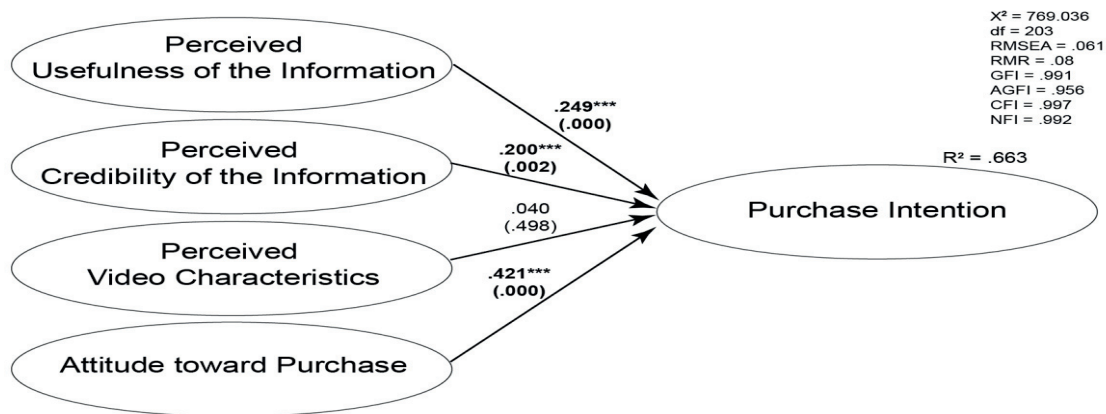 Perceived
Usefulness of the Information
.249***
(.000)
Perceived
Credibility of the Information
.200***
(.002)
Perceived
Video Characteristics
.040
(.498)
Attitude toward Purchase
.421***
(.000)
X² = 769.036
df = 203
RMSEA = .061
RMR = .08
GFI = .991
AGFI = .956
CFI = .997
NFI = .992
R² = .663
Purchase Intention